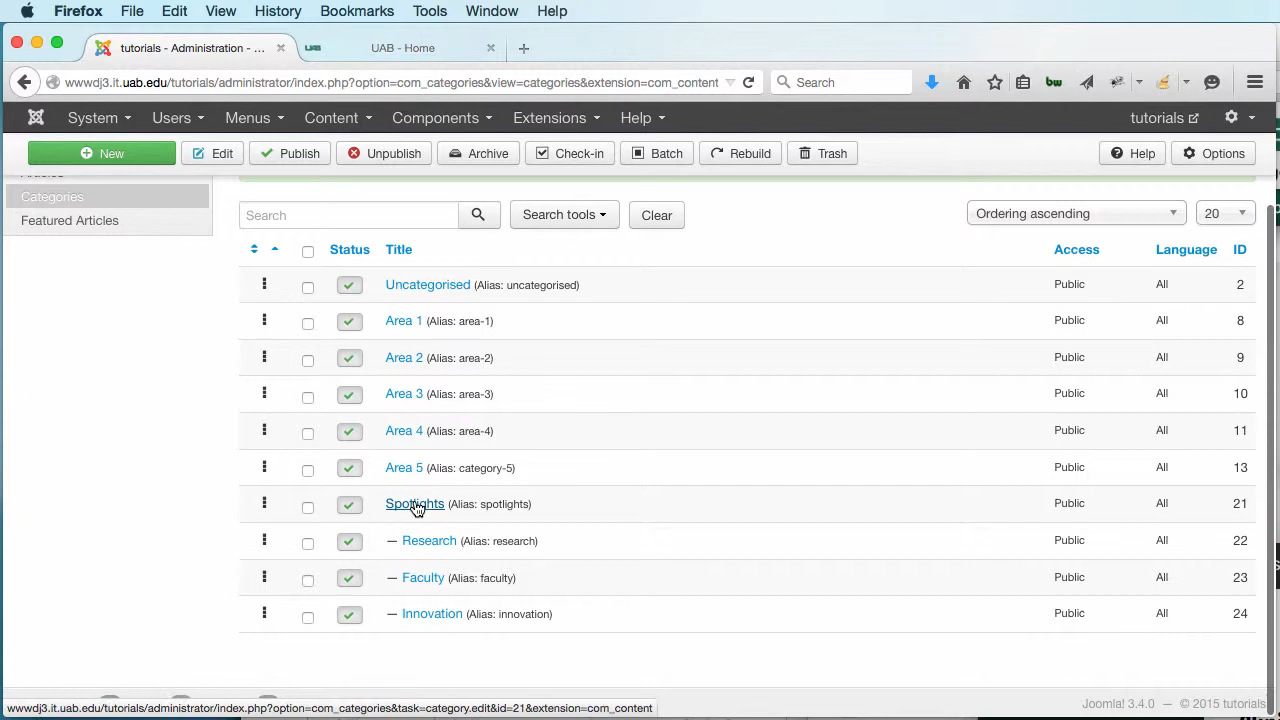 Firefox File Edit View History Bookmarks Tools Window Help
tutorials - Administration - ... UAB UAB - Home
wwwdj3.it.uab.edu/tutorials/administrator/index.php?option=com_categories&view=categories&extension=com_content Search bw
System Users Menus Content Components Extensions Help tutorials
New Edit Publish Unpublish Archive Check-in Batch Rebuild Trash Help Options
Categories
Featured Articles
Search Search tools Clear Ordering ascending 20
Status Title Access Language ID
Uncategorised (Alias: uncategorised) Public All 2
Area 1 (Alias: area-1) Public All 8
Area 2 (Alias: area-2) Public All 9
Area 3 (Alias: area-3) Public All 10
Area 4 (Alias: area-4) Public All 11
Area 5 (Alias: category-5) Public All 13
Spotlights (Alias: spotlights) Public All 21
— Research (Alias: research) Public All 22
— Faculty (Alias: faculty) Public All 23
— Innovation (Alias: innovation) Public All 24
wwwdj3.it.uab.edu/tutorials/administrator/index.php?option=com_categories&task=category.edit&id=21&extension=com_content Joomla! 3.4.0 — © 2015 tutorials